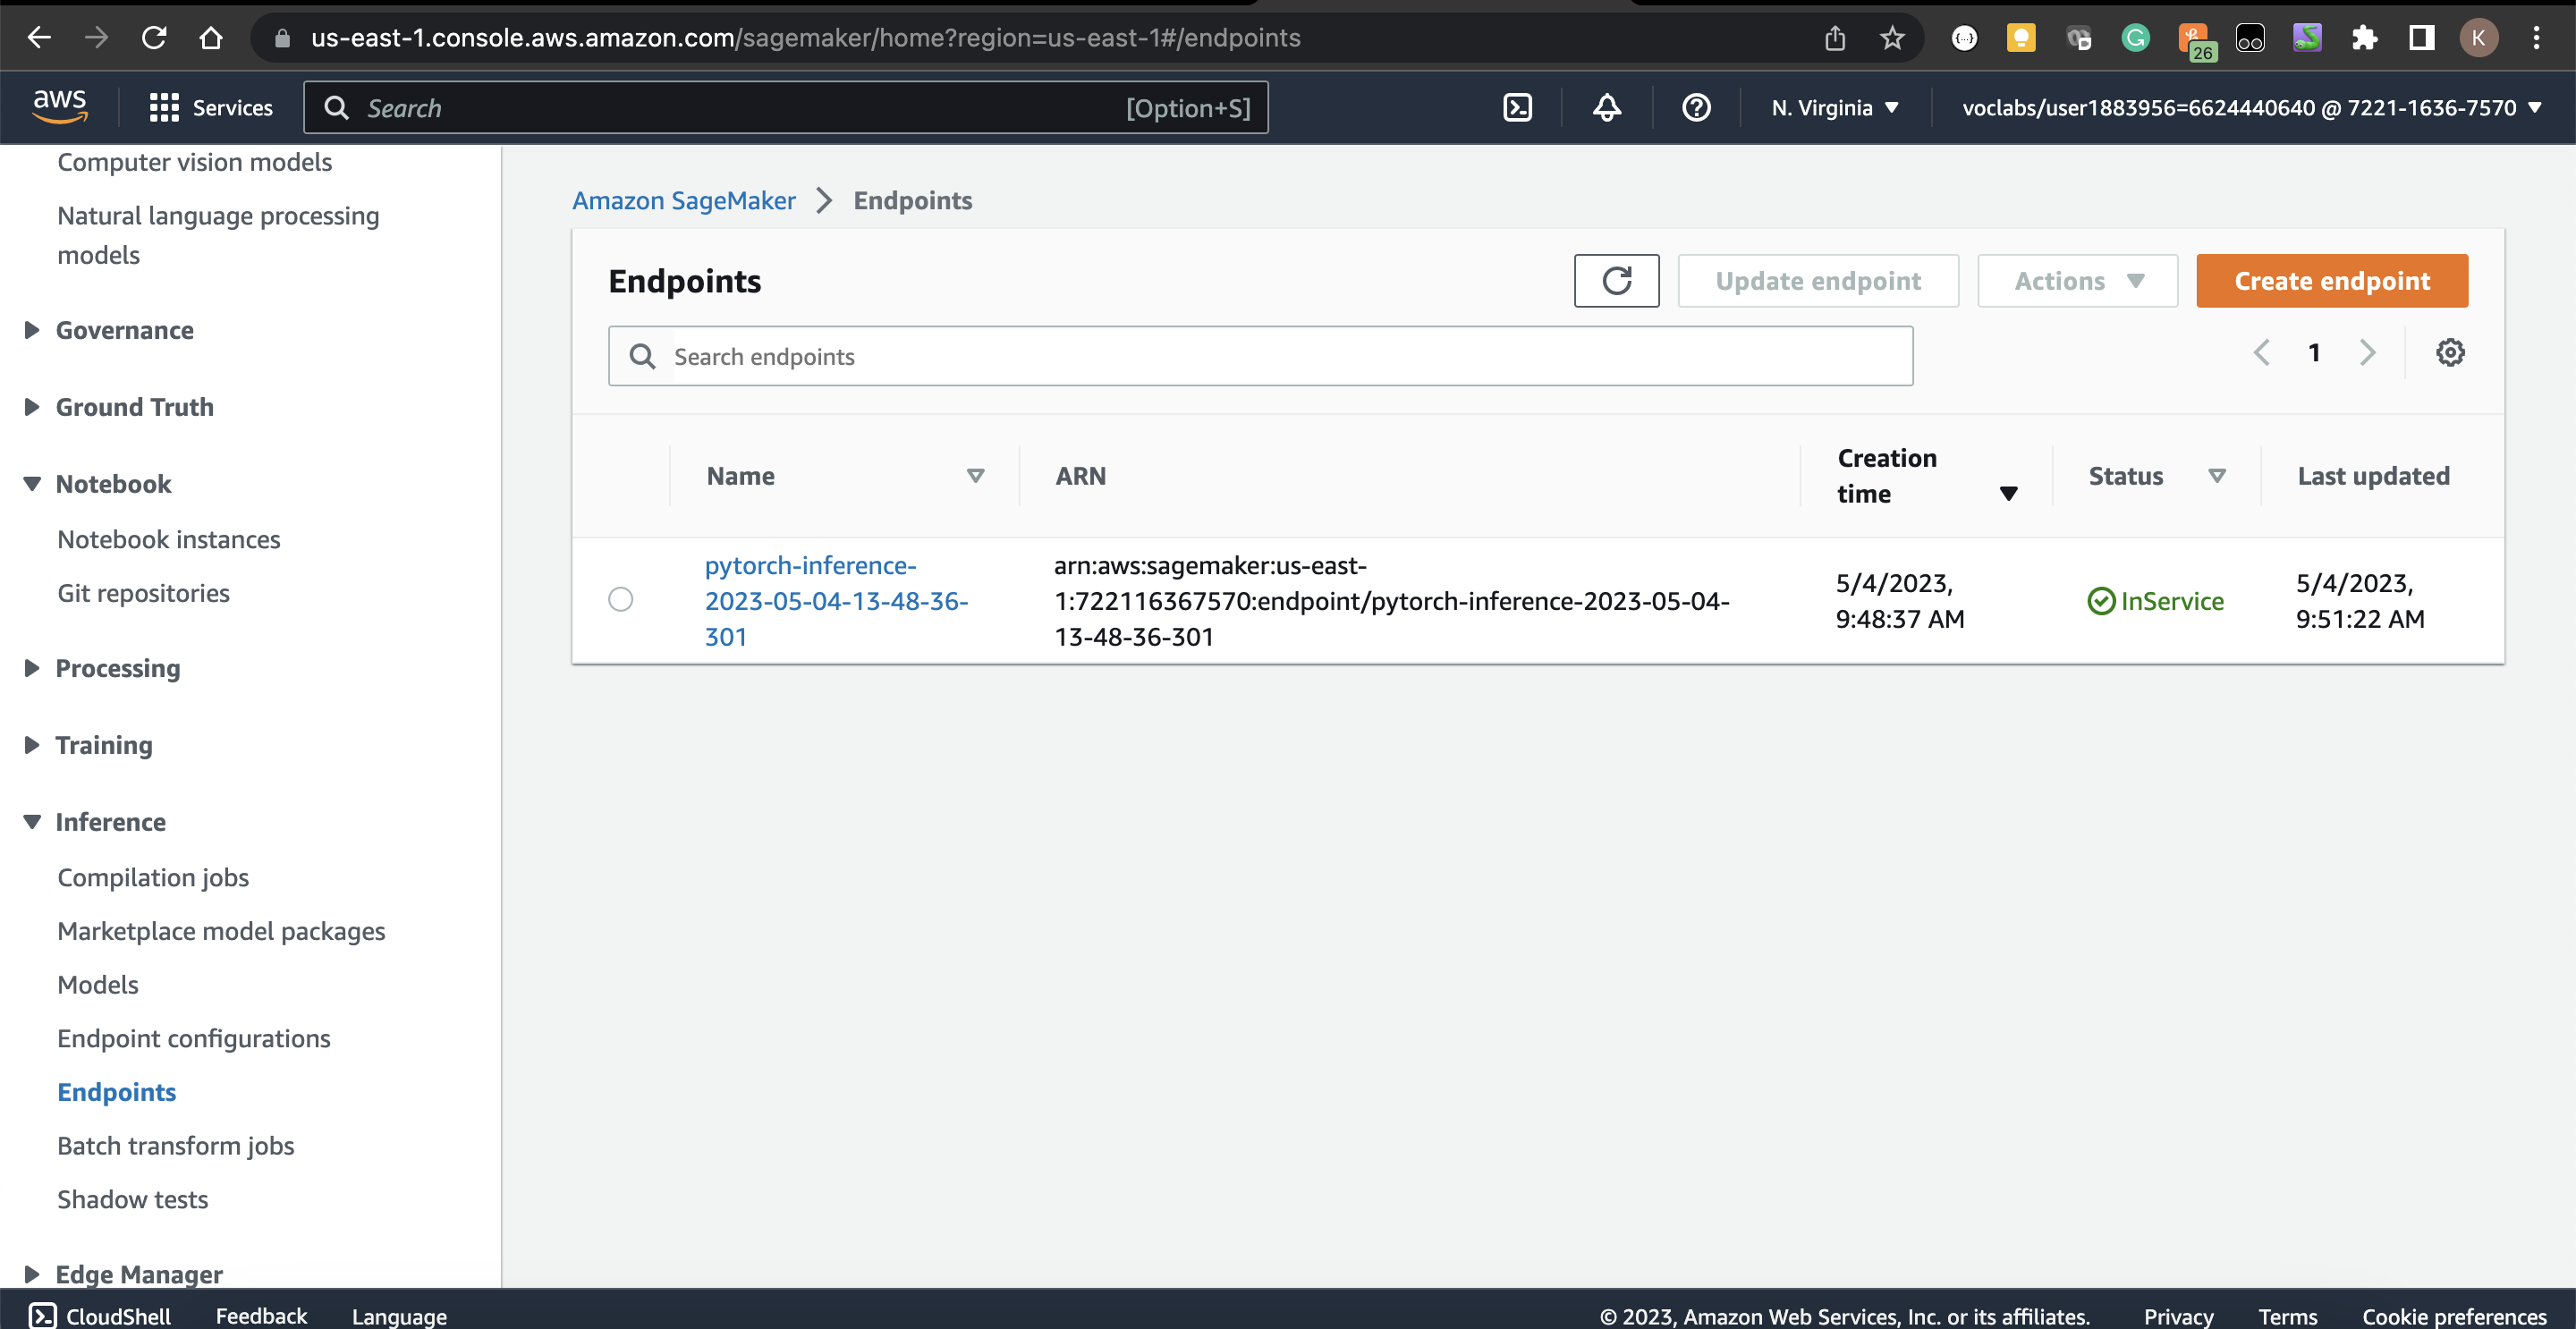 us-east-1.console.aws.amazon.com/sagemaker/home?region=us-east-1#/endpoints
26
K
aws
Services
Search
[Option+S]
N. Virginia
voclabs/user1883956=6624440640 @ 7221-1636-7570
Computer vision models
Natural language processing
models
Governance
Ground Truth
Notebook
Notebook instances
Git repositories
Processing
Training
Inference
Compilation jobs
Marketplace model packages
Models
Endpoint configurations
Endpoints
Batch transform jobs
Shadow tests
Edge Manager
Amazon SageMaker
Endpoints
Endpoints
Update endpoint
Actions
Create endpoint
Search endpoints
1
Name
ARN
Creation
time
Status
Last updated
pytorch-inference-
2023-05-04-13-48-36-
301
arn:aws:sagemaker:us-east-
1:722116367570:endpoint/pytorch-inference-2023-05-04-
13-48-36-301
5/4/2023,
9:48:37 AM
InService
5/4/2023,
9:51:22 AM
CloudShell
Feedback
Language
© 2023, Amazon Web Services, Inc. or its affiliates.
Privacy
Terms
Cookie preferences